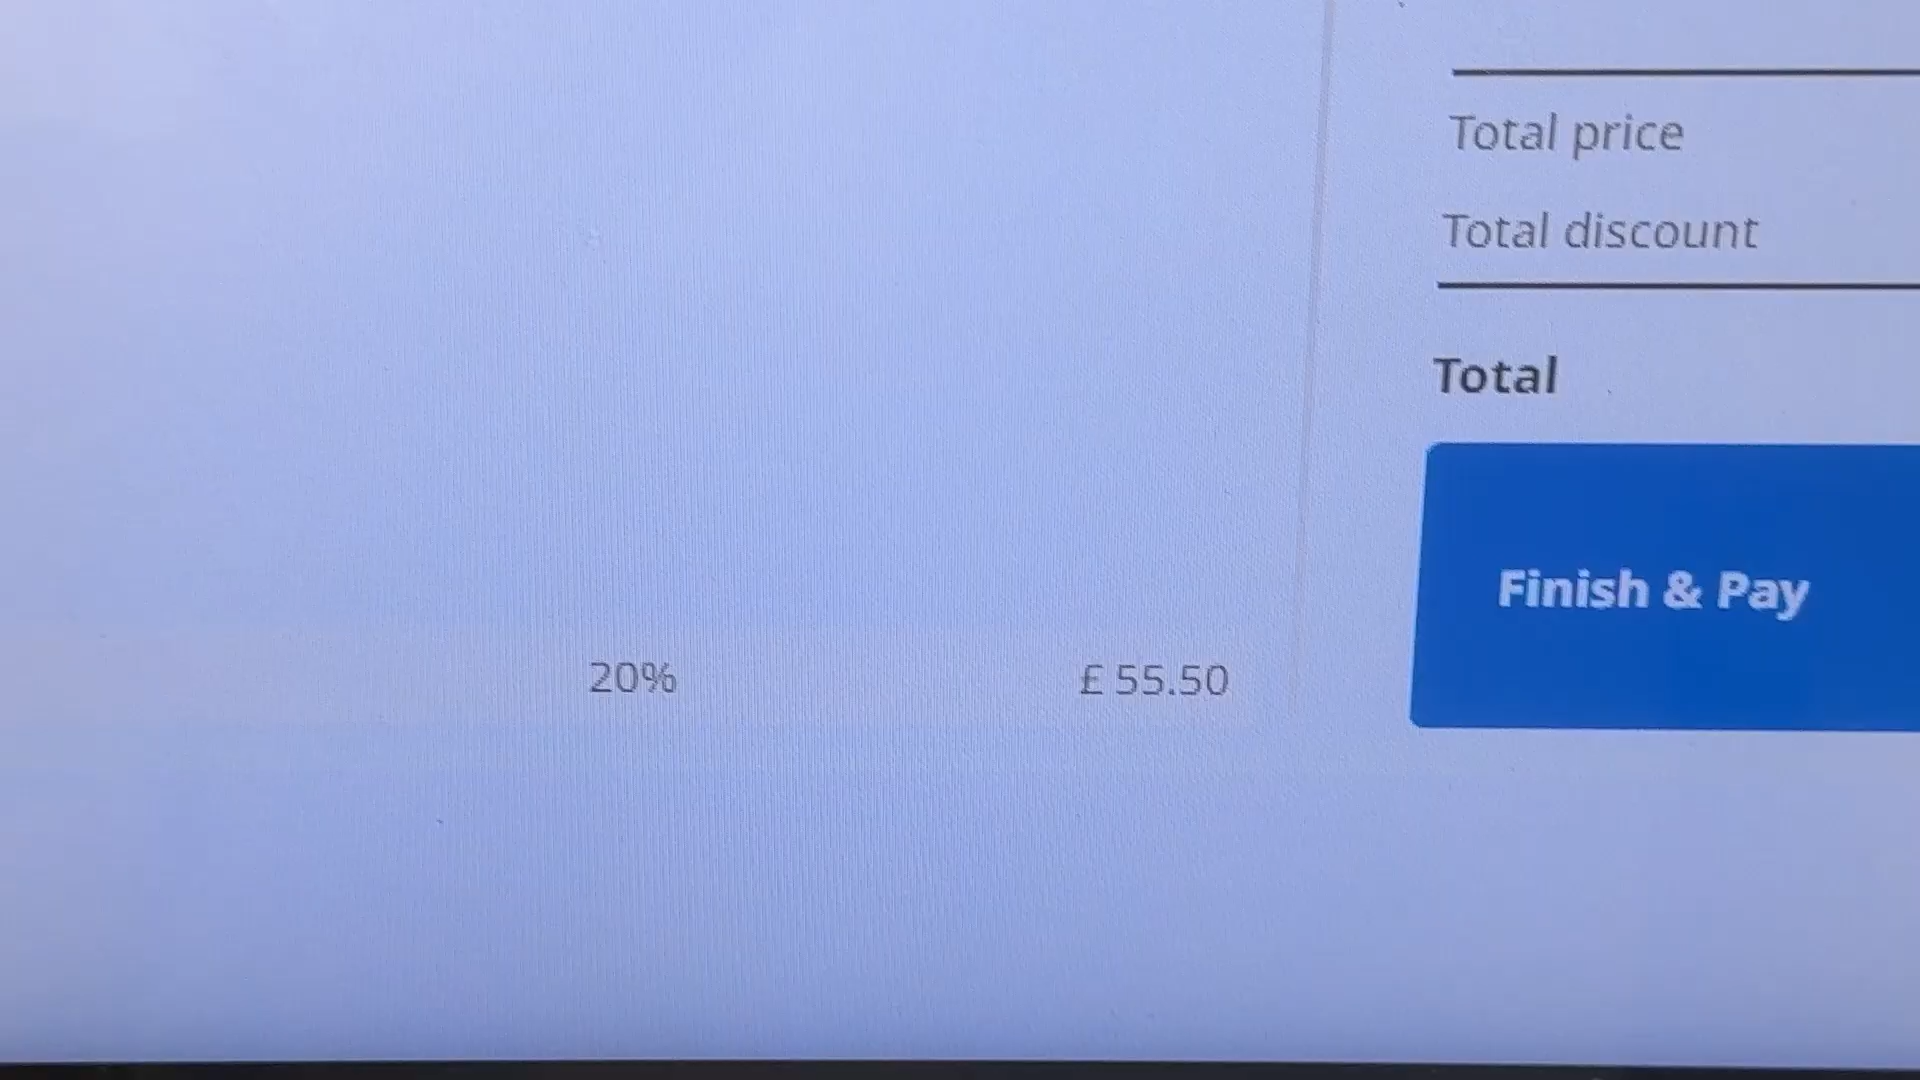 Total price
Total discount
Total
Finish & Pay
20% £ 55.50